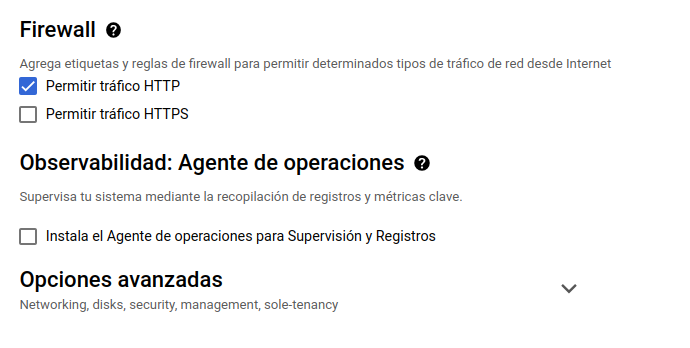 Firewall
Agrega etiquetas y reglas de firewall para permitir determinados tipos de tráfico de red desde Internet
Permitir tráfico HTTP
Permitir tráfico HTTPS
Observabilidad: Agente de operaciones
Supervisa tu sistema mediante la recopilación de registros y métricas clave.
Instala el Agente de operaciones para Supervisión y Registros
Opciones avanzadas
Networking, disks, security, management, sole-tenancy